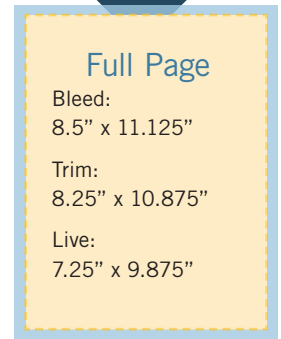 Full Page
Bleed:
8.5” x 11.125”
Trim:
8.25” x 10.875”
Live:
7.25” x 9.875”